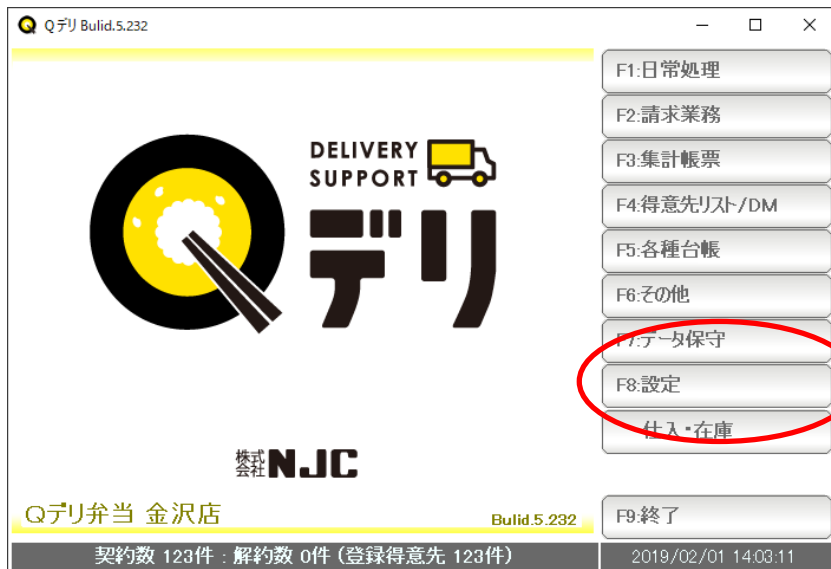 Qデリ Bulid.5.232
DELIVERY
SUPPORT
デリ
株式会社NJC
Qデリ弁当 金沢店
Bulid.5.232
契約数 123件 : 解約数 0件 (登録得意先 123件)
F1:日常処理
F2:請求業務
F3:集計帳票
F4:得意先リスト/DM
F5:各種台帳
F6:その他
F7:データ保守
F8:設定
仕入・在庫
F9:終了
2019/02/01 14:03:11